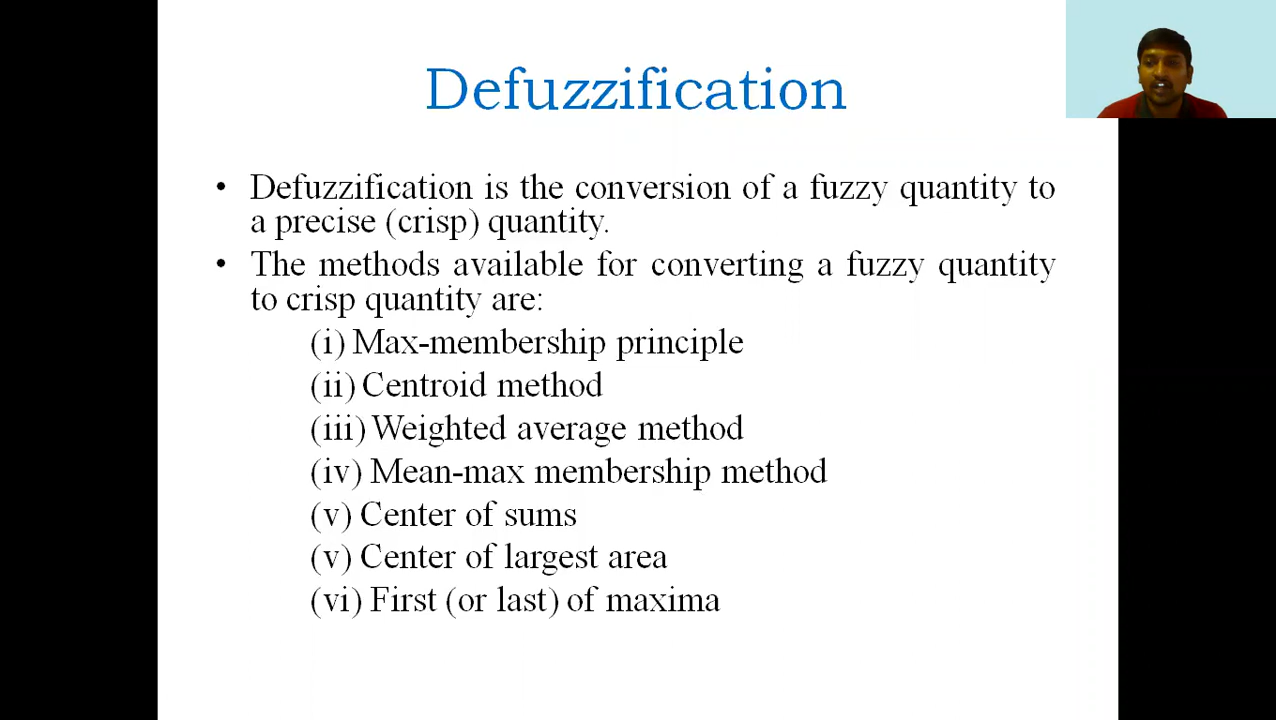 Defuzzification
• Defuzzification is the conversion of a fuzzy quantity to
a precise (crisp) quantity.
• The methods available for converting a fuzzy quantity
to crisp quantity are:
(i) Max-membership principle
(ii) Centroid method
(iii) Weighted average method
(iv) Mean-max membership method
(v) Center of sums
(v) Center of largest area
(vi) First (or last) of maxima